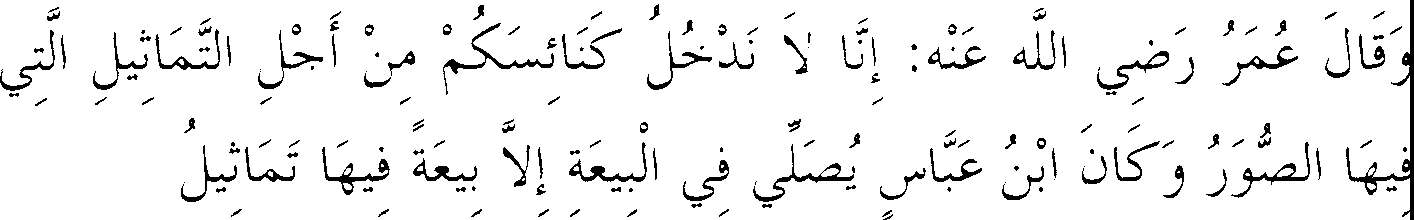 وَقَالَ عُمَرُ رَضِي اللَّه عَنْه: إِنَّا لاَ نَدْخُلُ كَنَائِسَكُمْ مِنْ أَجْلِ التَّمَاثِيلِ الَّتِي
فِيهَا الصُّوَرُ وَكَانَ ابْنُ عَبَّاسٍ يُصَلِّي فِي الْبِيعَةِ إِلاَّ بِيعَةً فِيهَا تَمَاثِيلُ